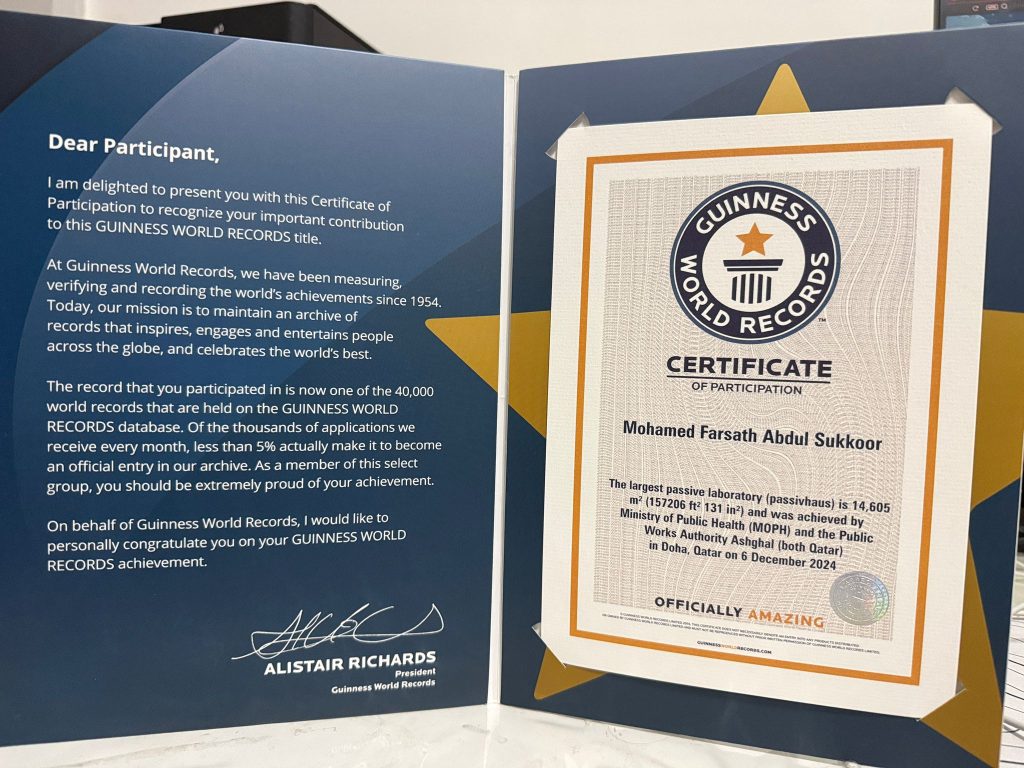 Dear Participant,
I am delighted to present you with this Certificate of
Participation to recognize your important contribution
to this GUINNESS WORLD RECORDS title.
At Guinness World Records, we have been measuring,
verifying and recording the world's achievements since 1954.
Today, our mission is to maintain an archive of
records that inspires, engages and entertains people
across the globe, and celebrates the world's best.
The record that you participated in is now one of the 40,000
world records that are held on the GUINNESS WORLD
RECORDS database. Of the thousands of applications we
receive every month, less than 5% actually make it to become
an official entry in our archive. As a member of this select
group, you should be extremely proud of your achievement.
On behalf of Guinness World Records, I would like to
personally congratulate you on your GUINNESS WORLD
RECORDS achievement.
ALISTAIR RICHARDS
President
Guinness World Records
GUINNESS
WORLD RECORDS
TM
CERTIFICATE
OF PARTICIPATION
Mohamed Farsath Abdul Sukkoor
The largest passive laboratory (passivhaus) is 14,605
m² (157206 ft² 131 in²) and was achieved by
Ministry of Public Health (MOPH) and the Public
Works Authority Ashghal (both Qatar)
in Doha, Qatar on 6 December 2024
OFFICIALLY AMAZING
GUINNESSWORLDRECORDS.COM